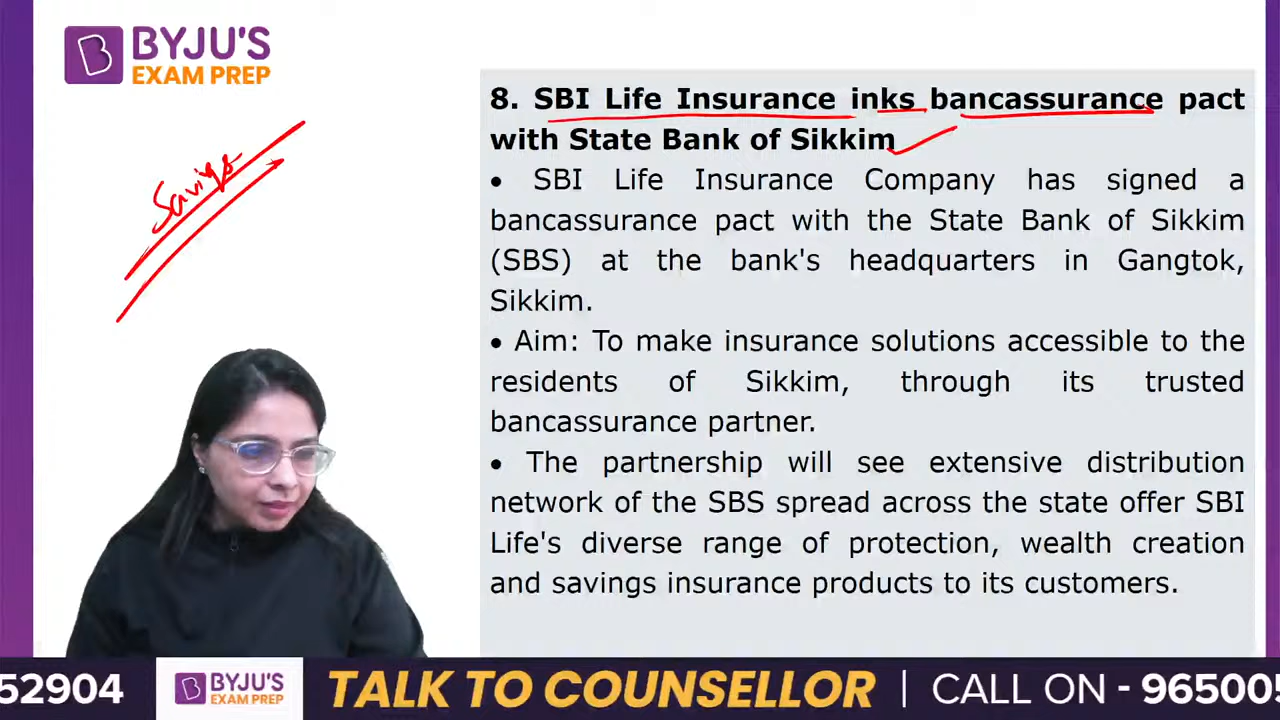 BYJU'S
EXAM PREP
8. SBI Life Insurance inks bancassurance pact
with State Bank of Sikkim
Savigs
• SBI Life Insurance Company has signed a
bancassurance pact with the State Bank of Sikkim
(SBS) at the bank's headquarters in Gangtok,
Sikkim.
• Aim: To make insurance solutions accessible to the
residents of Sikkim, through its trusted
bancassurance partner.
• The partnership will see extensive distribution
network of the SBS spread across the state offer SBI
Life's diverse range of protection, wealth creation
and savings insurance products to its customers.
52904 BYJU'S EXAM PREP TALK TO COUNSELLOR | CALL ON - 965005